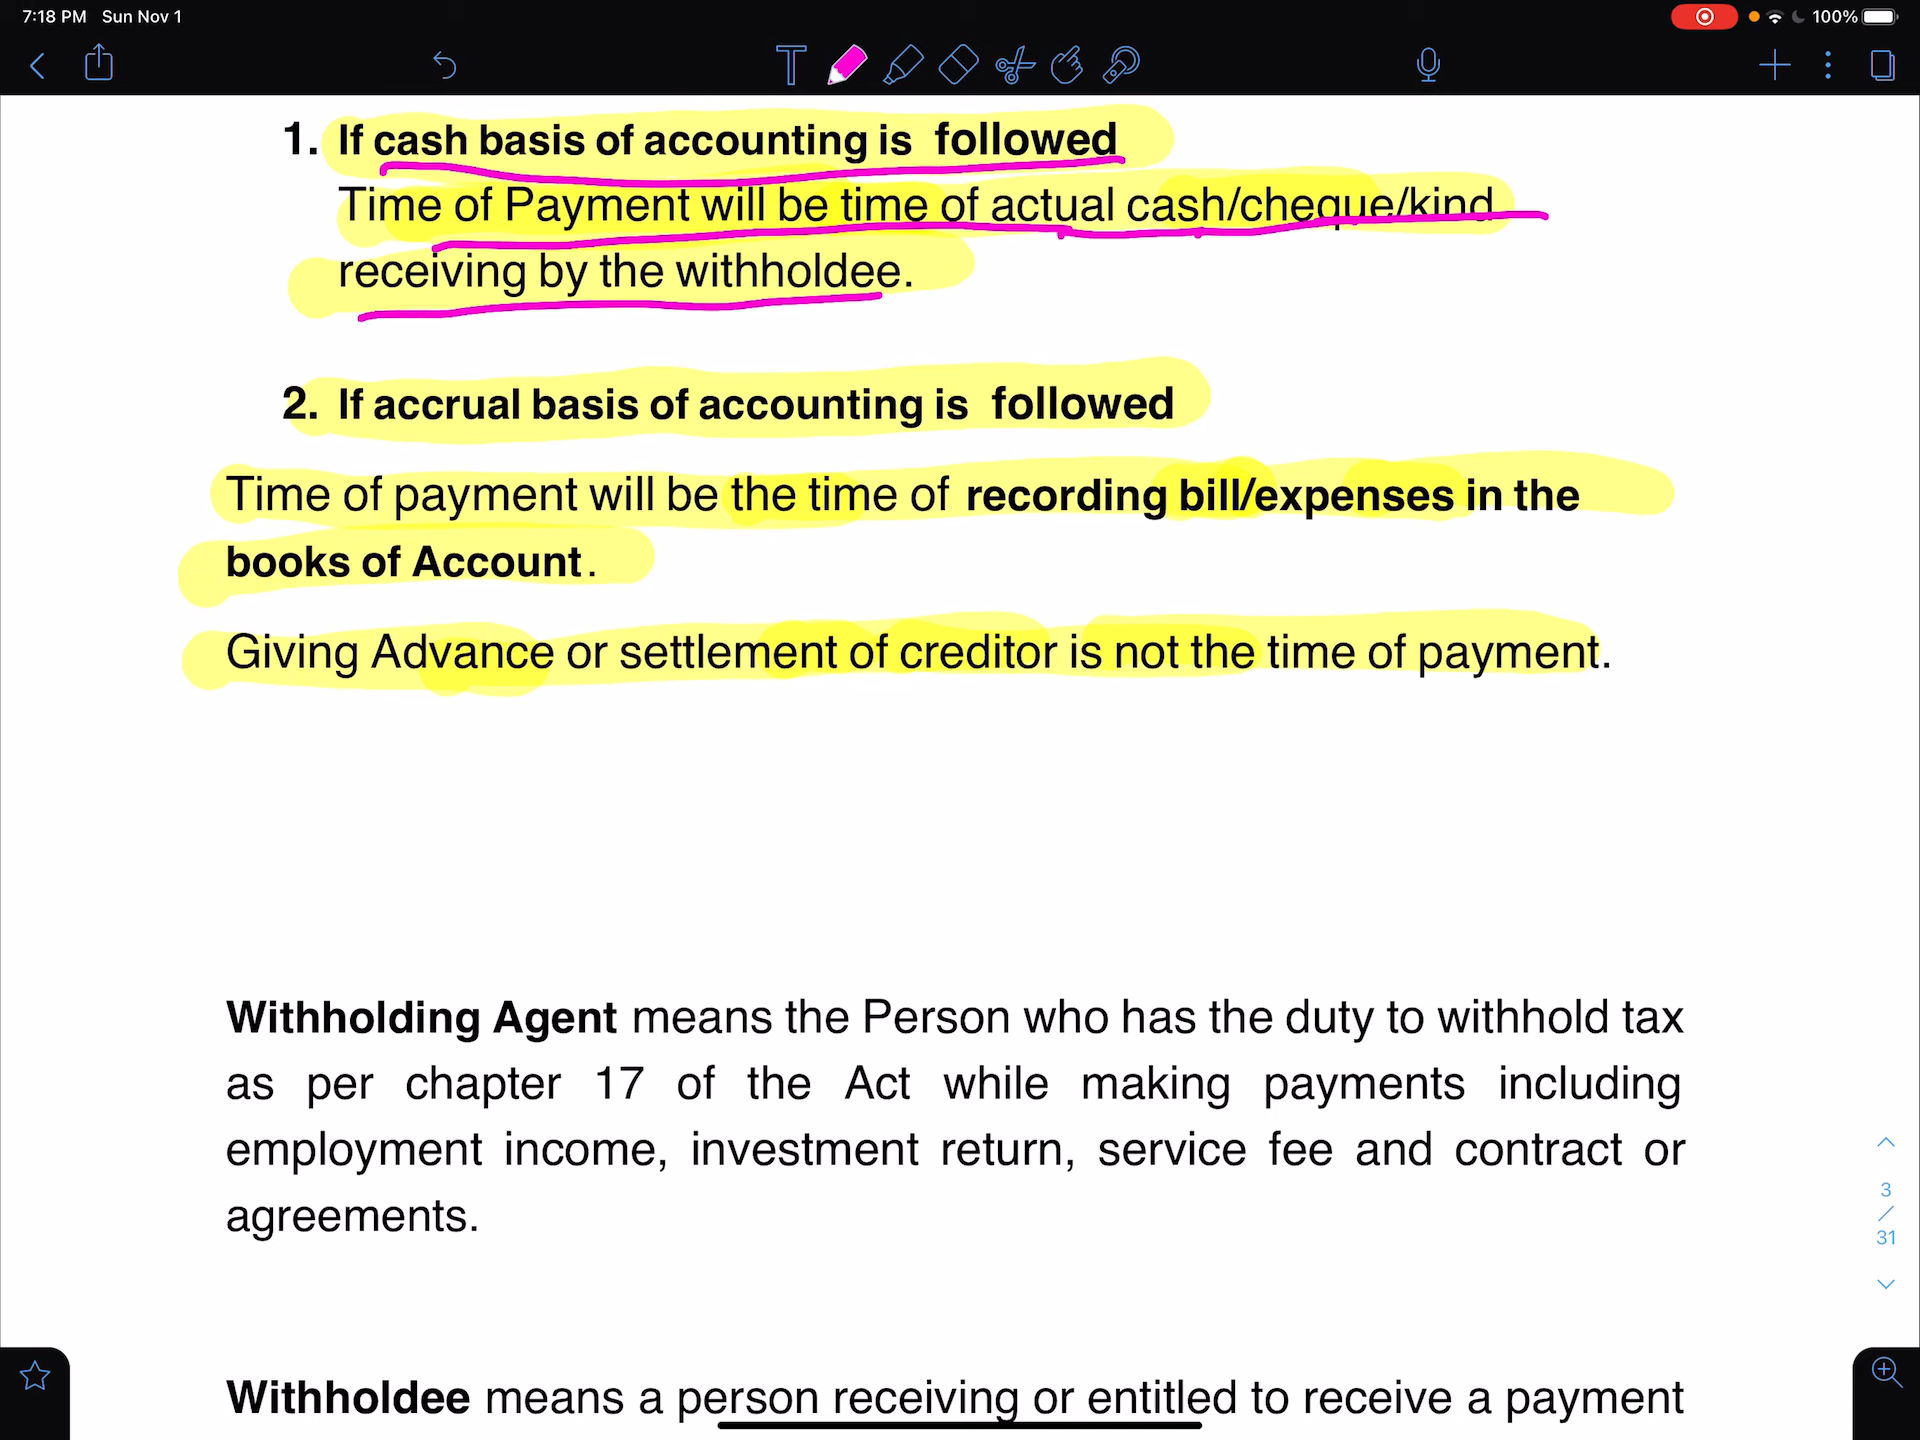 7:18 PM Sun Nov 1
100%
1. If cash basis of accounting is followed
Time of Payment will be time of actual cash/cheque/kind
receiving by the withholdee.
2. If accrual basis of accounting is followed
Time of payment will be the time of recording bill/expenses in the
books of Account.
Giving Advance or settlement of creditor is not the time of payment.
Withholding Agent means the Person who has the duty to withhold tax
as per chapter 17 of the Act while making payments including
employment income, investment return, service fee and contract or
agreements.
3
/
31
Withholdee means a person receiving or entitled to receive a payment